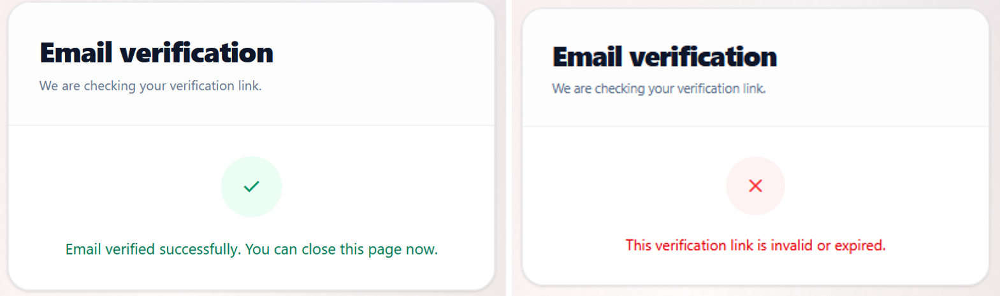 Email verification
We are checking your verification link.
Email verified successfully. You can close this page now.
Email verification
We are checking your verification link.
This verification link is invalid or expired.